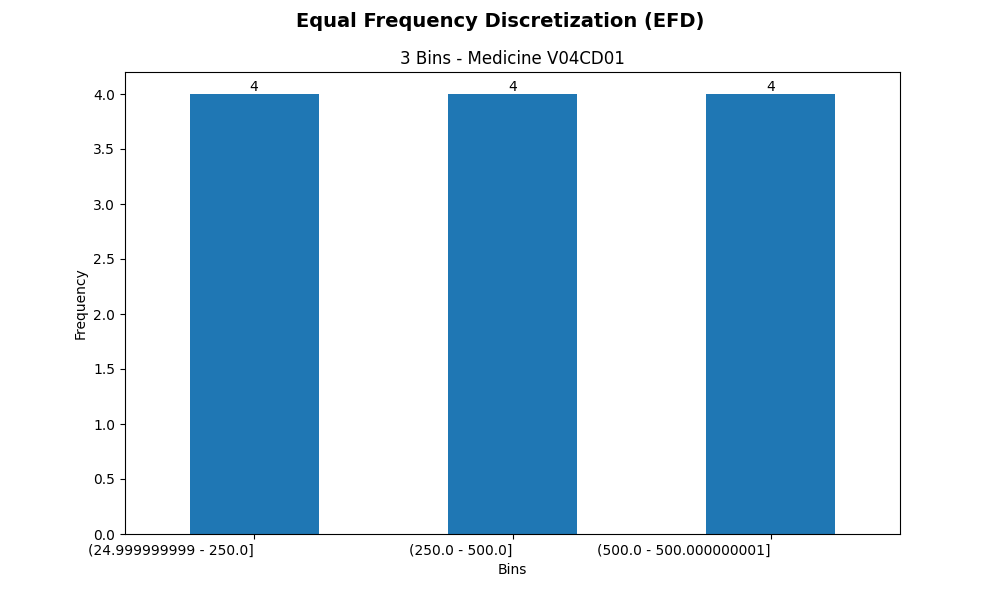 Equal Frequency Discretization (EFD)
3 Bins - Medicine V04CD01
4 4 4
4.0
3.5
3.0
2.5
2.0
1.5
1.0
0.5
0.0
Frequency
(24.999999999 - 250.0] (250.0 - 500.0] (500.0 - 500.000000001]
Bins